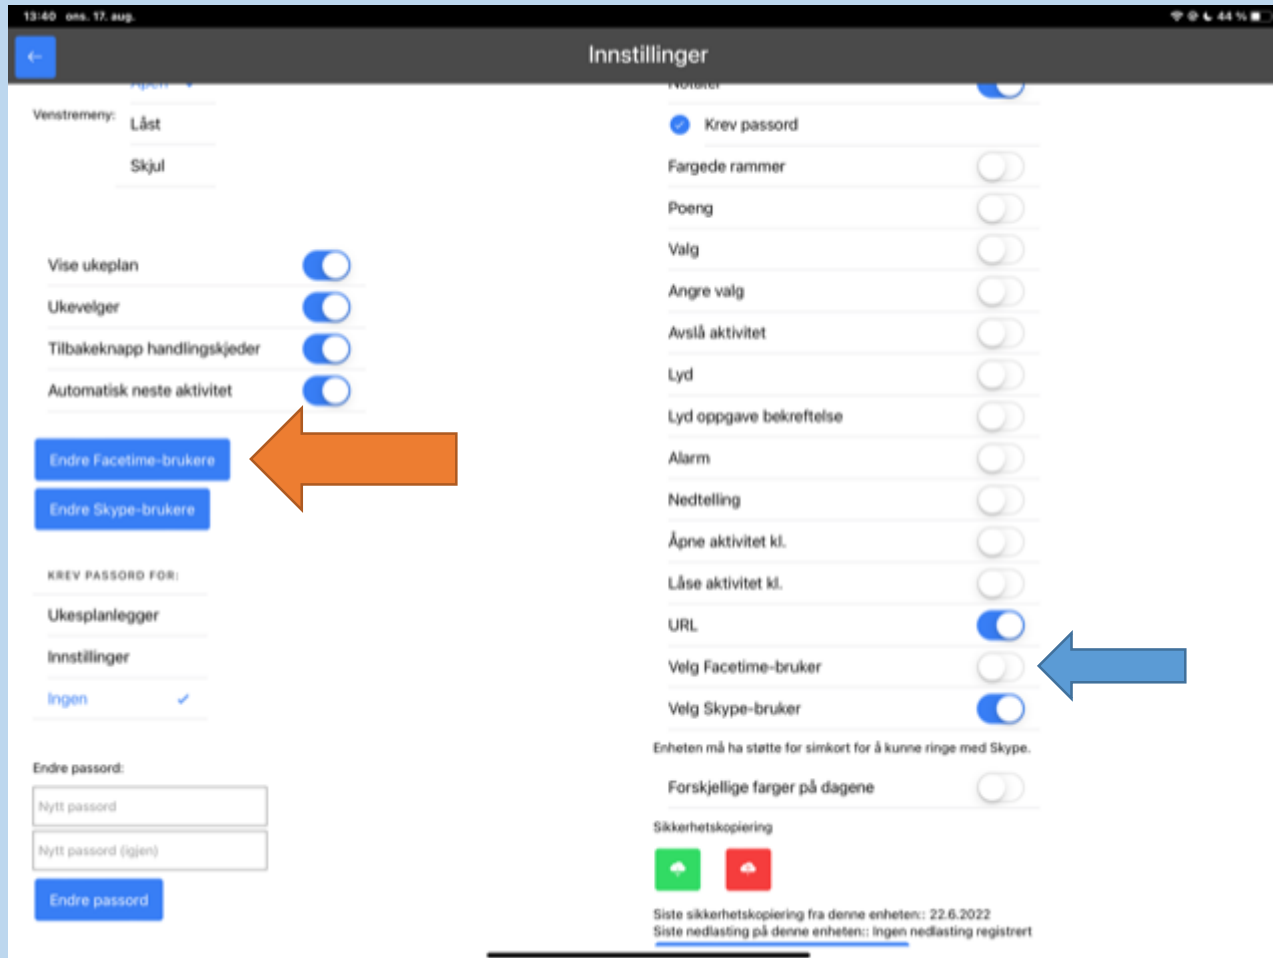 13:40 ons. 17. aug.
44 %
Innstillinger
Åpen
Venstremeny:
Låst
Skjul
Vise ukeplan
Ukevelger
Tilbakeknapp handlingskjeder
Automatisk neste aktivitet
Endre Facetime-brukere
Endre Skype-brukere
KREV PASSORD FOR:
Ukesplanlegger
Innstillinger
Ingen
Endre passord:
Nytt passord
Nytt passord (igjen)
Endre passord
Notater
Krev passord
Fargede rammer
Poeng
Valg
Angre valg
Avslå aktivitet
Lyd
Lyd oppgave bekreftelse
Alarm
Nedtelling
Åpne aktivitet kl.
Låse aktivitet kl.
URL
Velg Facetime-bruker
Velg Skype-bruker
Enheten må ha støtte for simkort for å kunne ringe med Skype.
Forskjellige farger på dagene
Sikkerhetskopiering
Siste sikkerhetskopiering fra denne enheten:: 22.6.2022
Siste nedlasting på denne enheten:: Ingen nedlasting registrert